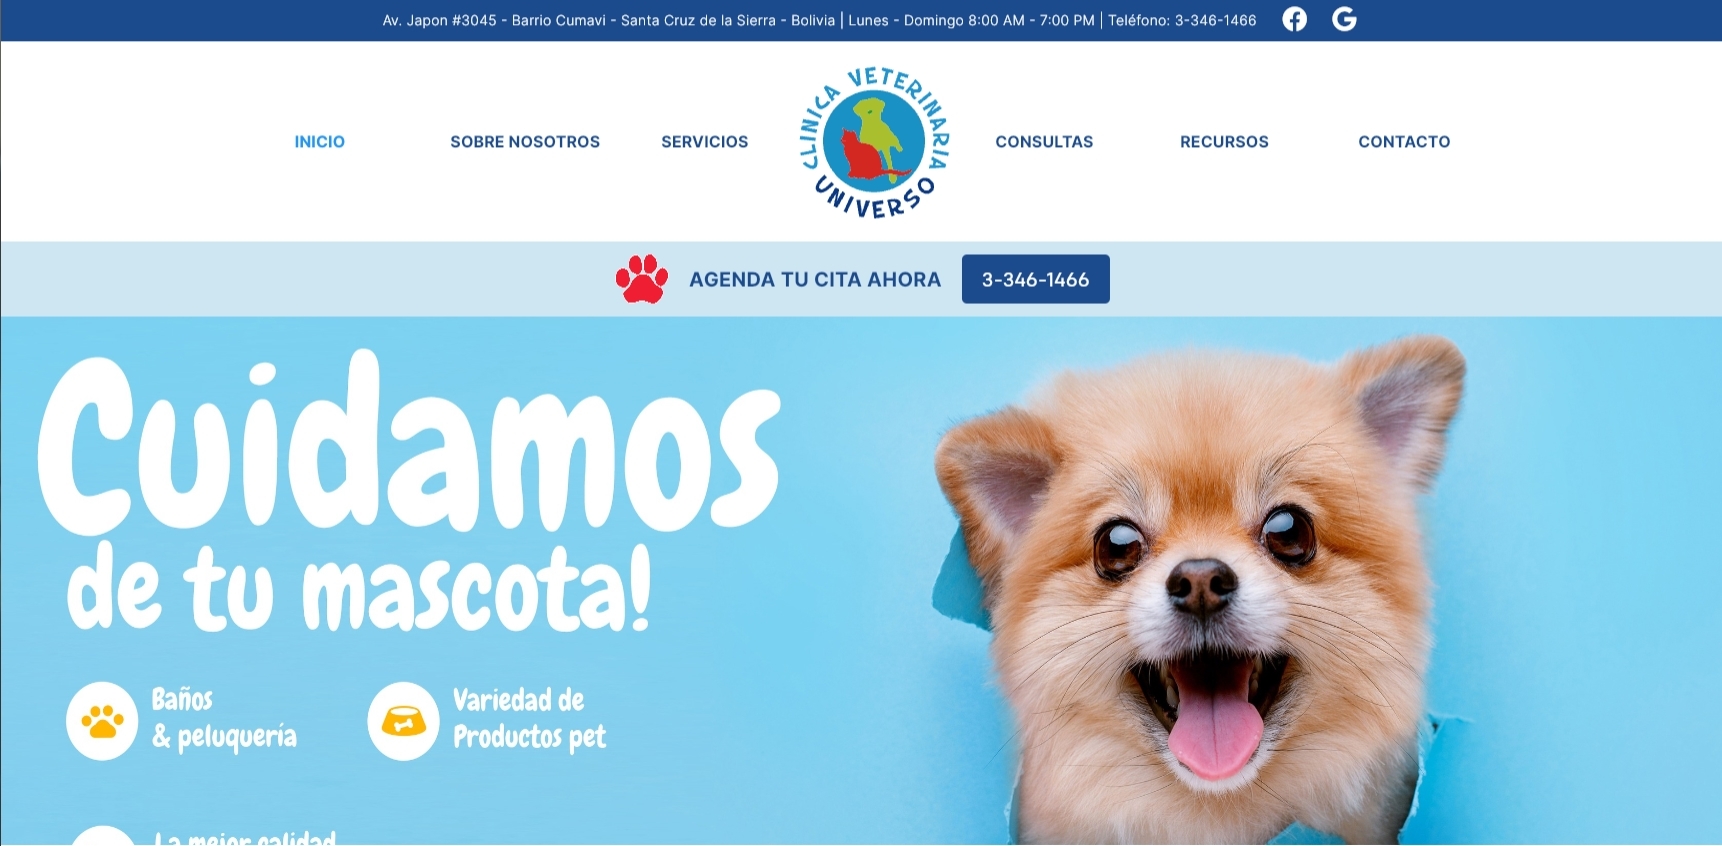 Av. Japon #3045 - Barrio Cumavi - Santa Cruz de la Sierra - Bolivia | Lunes - Domingo 8:00 AM - 7:00 PM | Teléfono: 3-346-1466
INICIO
SOBRE NOSOTROS
SERVICIOS
CLINICA VETERINARIA
UNIVERSO
CONSULTAS
RECURSOS
CONTACTO
AGENDA TU CITA AHORA
3-346-1466
Cuidamos
de tu mascota!
Baños
& peluquería
Variedad de
Productos pet
La mejor calidad